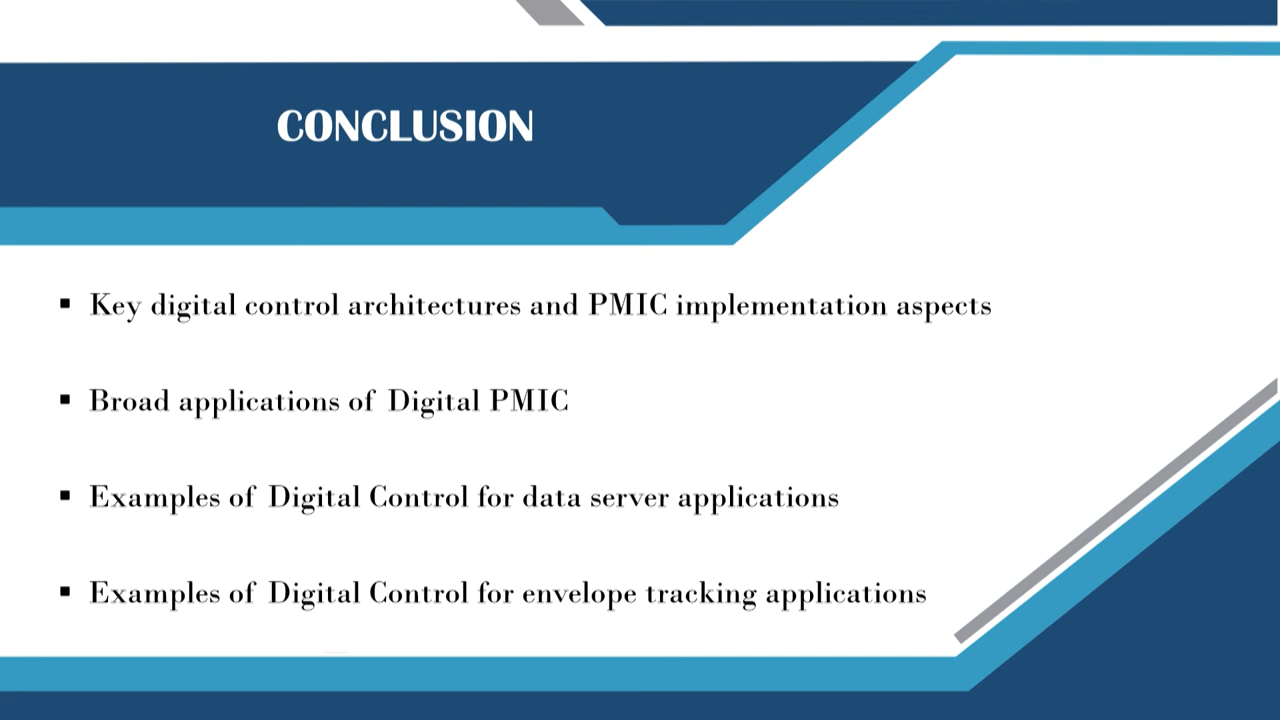 CONCLUSION
▪ Key digital control architectures and PMIC implementation aspects
▪ Broad applications of Digital PMIC
▪ Examples of Digital Control for data server applications
▪ Examples of Digital Control for envelope tracking applications